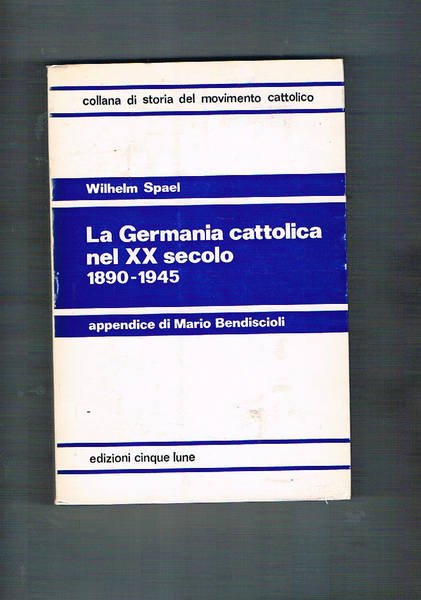 collana di storia del movimento cattolico
Wilhelm Spael
La Germania cattolica
nel XX secolo
1890-1945
appendice di Mario Bendiscioli
edizioni cinque lune